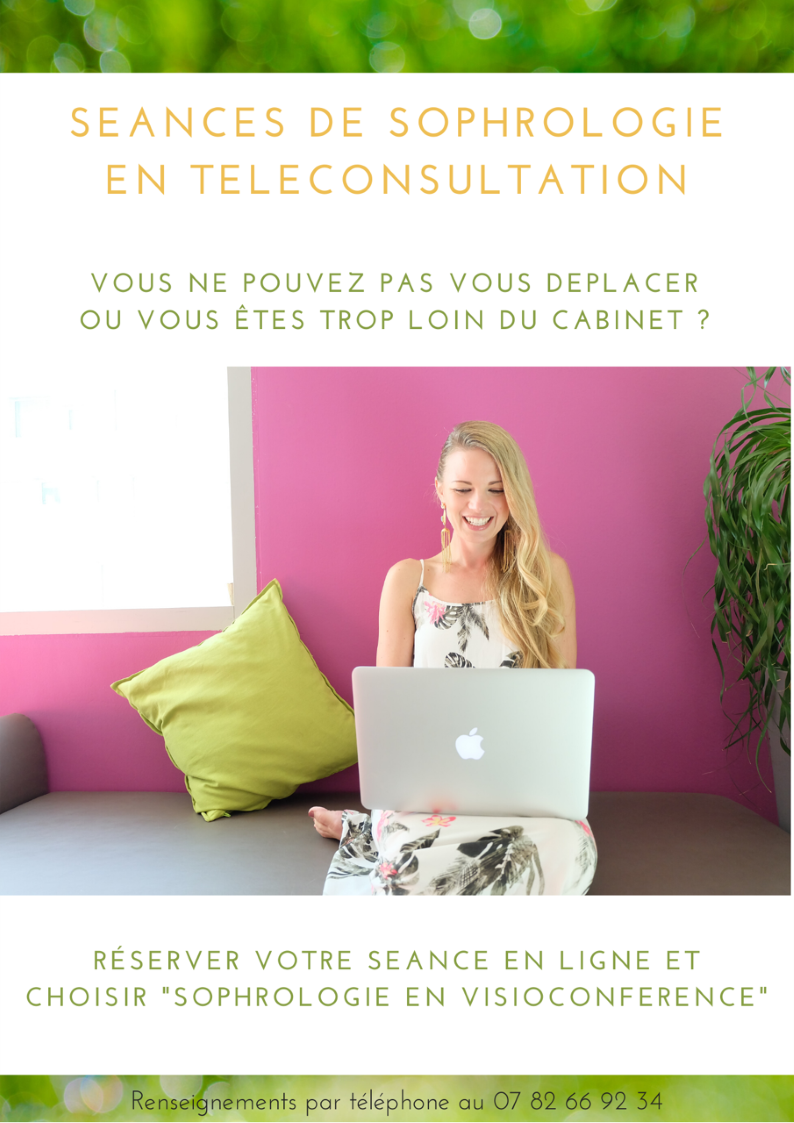 SEANCES DE SOPHROLOGIE
EN TELECONSULTATION
VOUS NE POUVEZ PAS VOUS DEPLACER
OU VOUS ÊTES TROP LOIN DU CABINET ?
RÉSERVER VOTRE SEANCE EN LIGNE ET
CHOISIR "SOPHROLOGIE EN VISIOCONFERENCE"
Renseignements par téléphone au 07 82 66 92 34